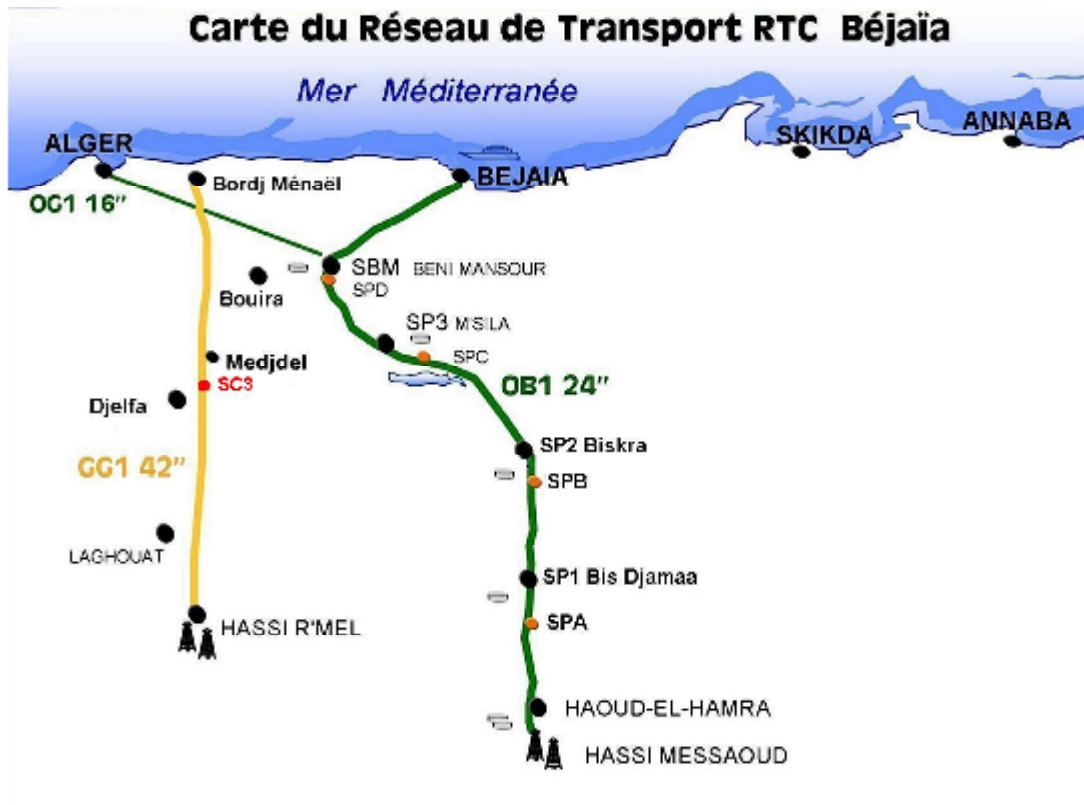 Carte du Réseau de Transport RTC Béjaïa
Mer Méditerranée
ALGER
SKIKDA
ANNABA
Bordj Ménaël
BEJAIA
OG1 16"
SBM BENI MANSOUR
SPD
Bouira
SP3 M'SILA
SPC
Medjdel
SC3
OB1 24"
Djelfa
SP2 Biskra
GG1 42"
SPB
LAGHOUAT
SP1 Bis Djamaa
SPA
HASSI R'MEL
HAOUD-EL-HAMRA
HASSI MESSAOUD